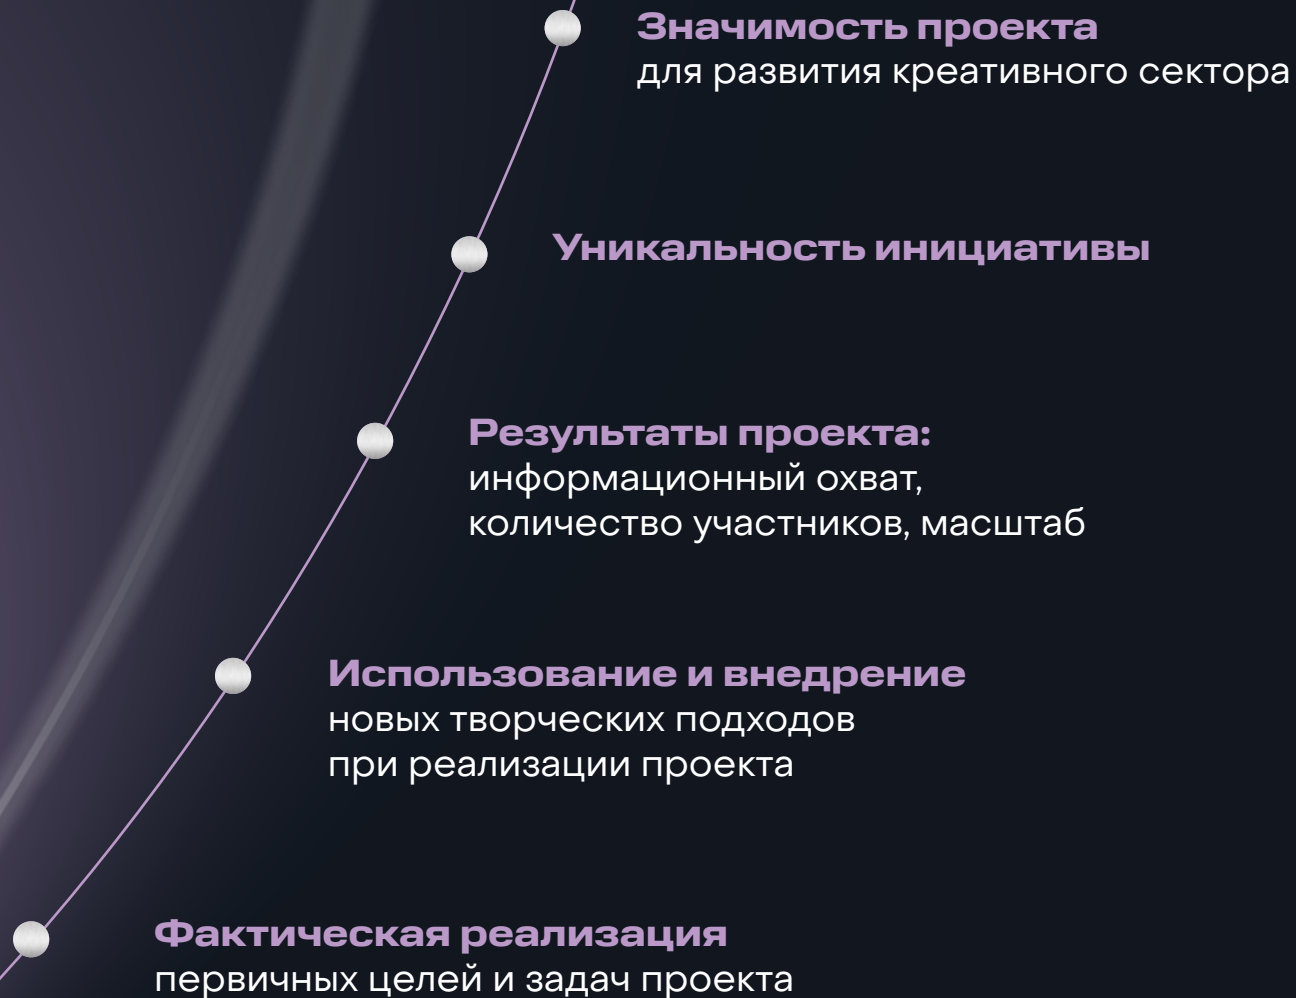 Значимость проекта
для развития креативного сектора
Уникальность инициативы
Результаты проекта:
информационный охват,
количество участников, масштаб
Использование и внедрение
новых творческих подходов
при реализации проекта
Фактическая реализация
первичных целей и задач проекта